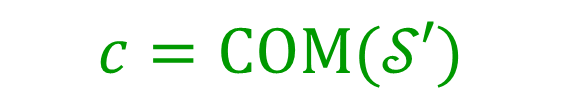 𝑐 = COM(𝒮′)